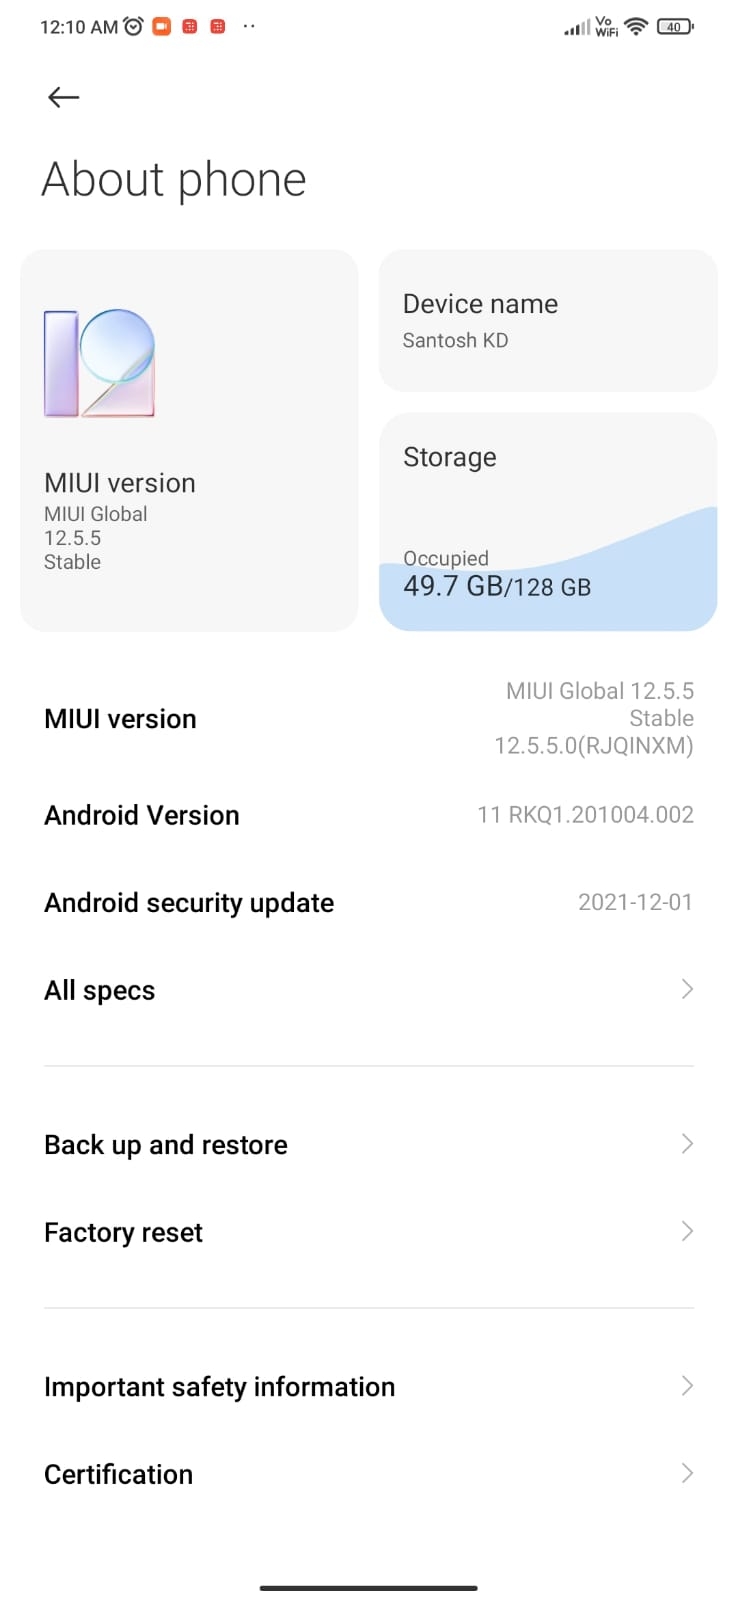 12:10 AM
Vo
WiFi
40
About phone
12
MIUI version
MIUI Global
12.5.5
Stable
Device name
Santosh KD
Storage
Occupied
49.7 GB/128 GB
MIUI version
MIUI Global 12.5.5
Stable
12.5.5.0(RJQINXM)
Android Version
11 RKQ1.201004.002
Android security update
2021-12-01
All specs
Back up and restore
Factory reset
Important safety information
Certification